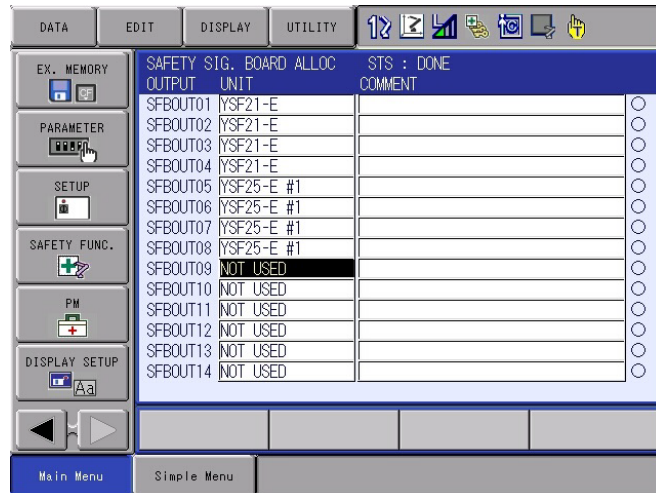 DATA EDIT DISPLAY UTILITY
EX. MEMORY
CF
PARAMETER
SETUP
SAFETY FUNC.
PM
DISPLAY SETUP
Aa
SAFETY SIG. BOARD ALLOC STS : DONE
OUTPUT UNIT COMMENT
SFBOUT01 YSF21-E
SFBOUT02 YSF21-E
SFBOUT03 YSF21-E
SFBOUT04 YSF21-E
SFBOUT05 YSF25-E #1
SFBOUT06 YSF25-E #1
SFBOUT07 YSF25-E #1
SFBOUT08 YSF25-E #1
SFBOUT09 NOT USED
SFBOUT10 NOT USED
SFBOUT11 NOT USED
SFBOUT12 NOT USED
SFBOUT13 NOT USED
SFBOUT14 NOT USED
Main Menu Simple Menu